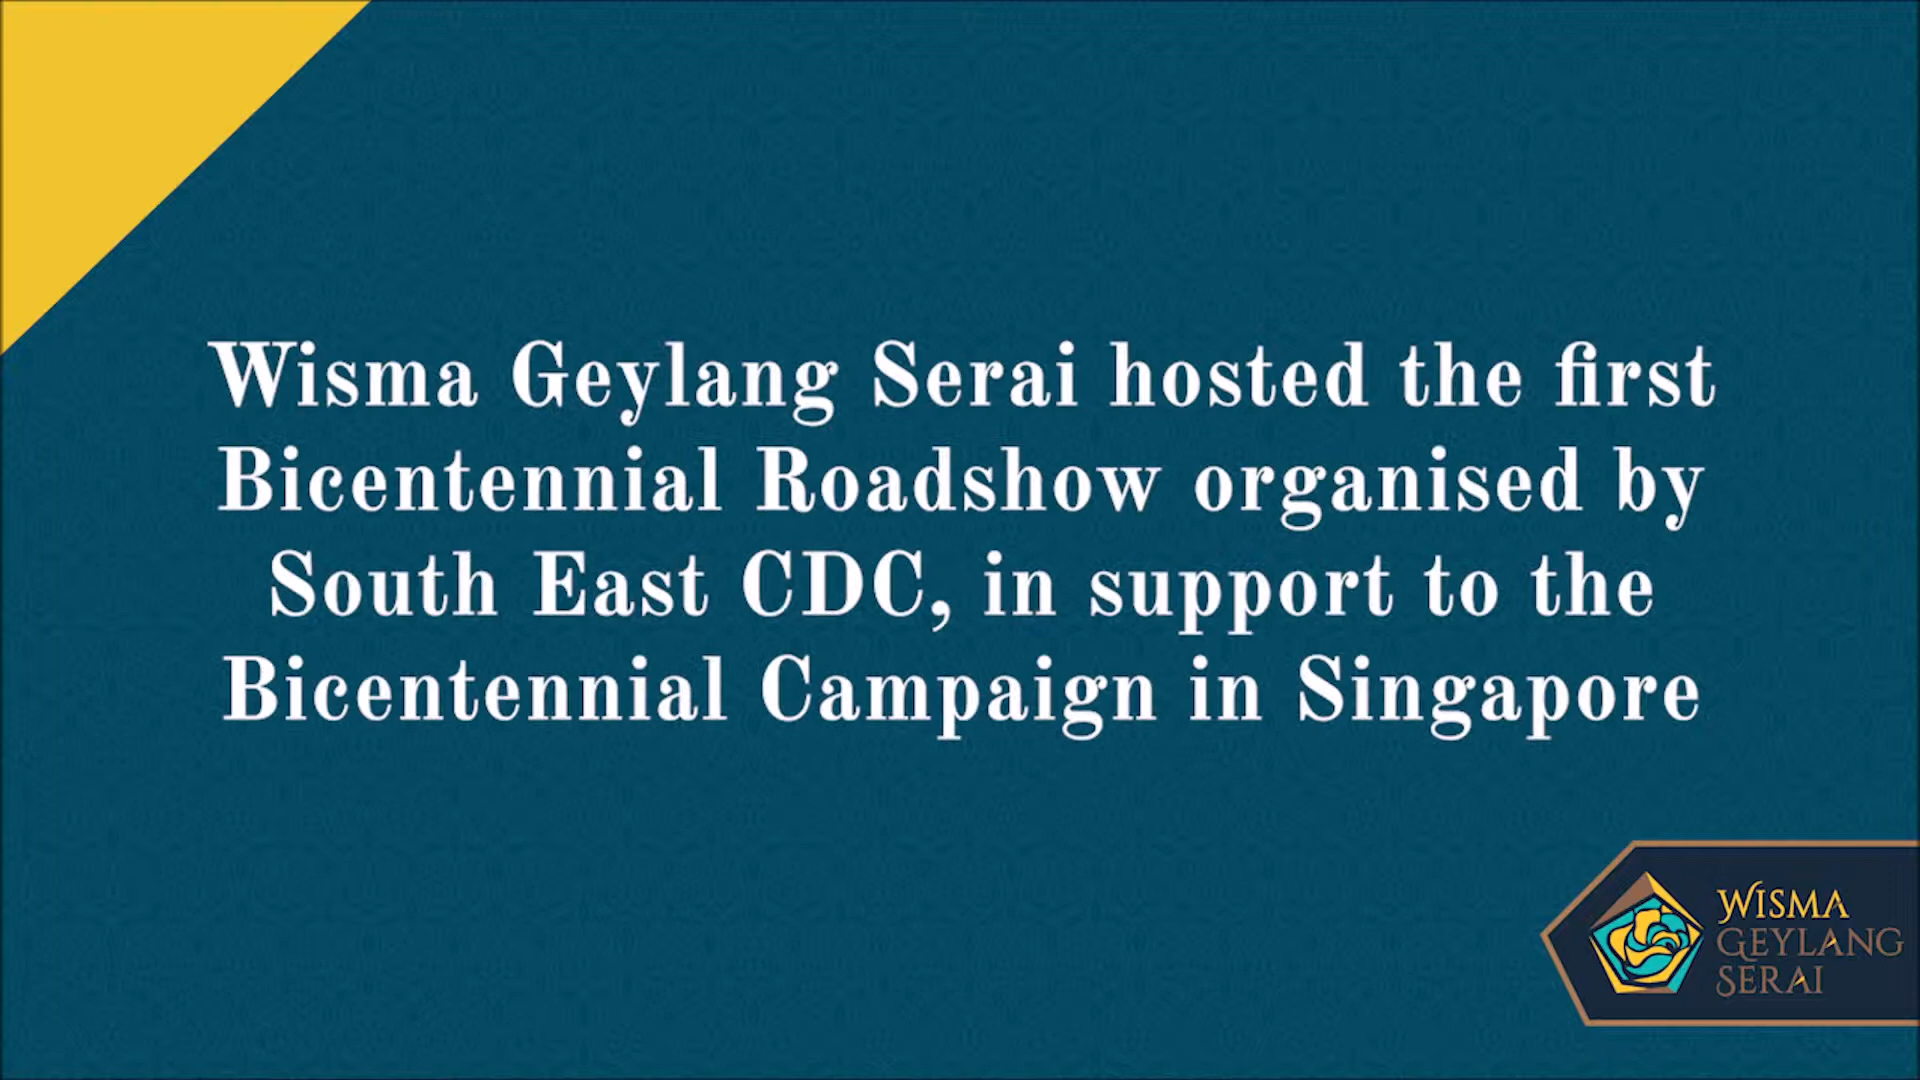 Wisma Geylang Serai hosted the first
Bicentennial Roadshow organised by
South East CDC, in support to the
Bicentennial Campaign in Singapore
WISMA
GEYLANG
SERAI